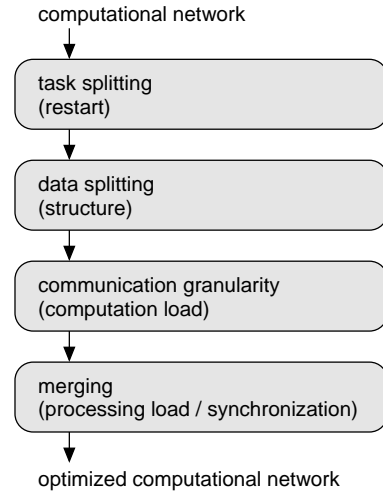 computational network
task splitting
(restart)
data splitting
(structure)
communication granularity
(computation load)
merging
(processing load / synchronization)
optimized computational network